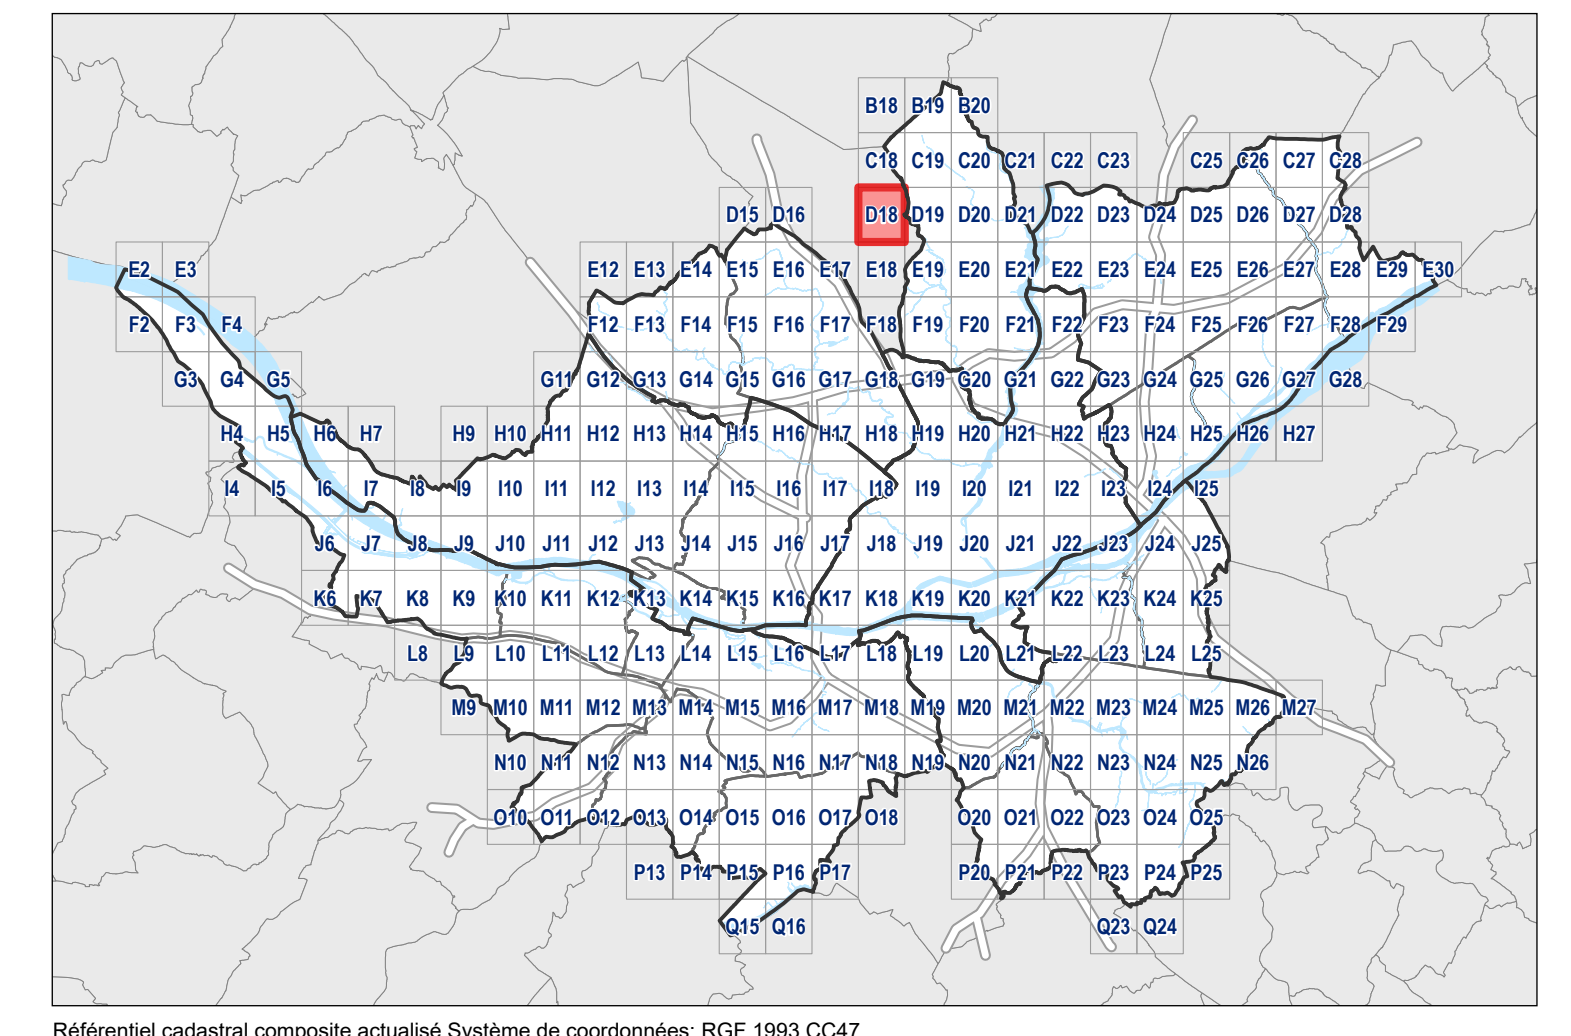 B18 B19 B20
C18 C19 C20 C21 C22 C23 C25 C26 C27 C28
D15 D16 D18 D19 D20 D21 D22 D23 D24 D25 D26 D27 D28
E2 E3 E12 E13 E14 E15 E16 E17 E18 E19 E20 E21 E22 E23 E24 E25 E26 E27 E28 E29 E30
F2 F3 F4 F12 F13 F14 F15 F16 F17 F18 F19 F20 F21 F22 F23 F24 F25 F26 F27 F28 F29
G3 G4 G5 G11 G12 G13 G14 G15 G16 G17 G18 G19 G20 G21 G22 G23 G24 G25 G26 G27 G28
H4 H5 H6 H7 H9 H10 H11 H12 H13 H14 H15 H16 H17 H18 H19 H20 H21 H22 H23 H24 H25 H26 H27
I4 I5 I6 I7 I8 I9 I10 I11 I12 I13 I14 I15 I16 I17 I18 I19 I20 I21 I22 I23 I24 I25
J6 J7 J8 J9 J10 J11 J12 J13 J14 J15 J16 J17 J18 J19 J20 J21 J22 J23 J24 J25
K6 K7 K8 K9 K10 K11 K12 K13 K14 K15 K16 K17 K18 K19 K20 K21 K22 K23 K24 K25
L8 L9 L10 L11 L12 L13 L14 L15 L16 L17 L18 L19 L20 L21 L22 L23 L24 L25
M9 M10 M11 M12 M13 M14 M15 M16 M17 M18 M19 M20 M21 M22 M23 M24 M25 M26 M27
N10 N11 N12 N13 N14 N15 N16 N17 N18 N19 N20 N21 N22 N23 N24 N25 N26
O10 O11 O12 O13 O14 O15 O16 O17 O18 O20 O21 O22 O23 O24 O25
P13 P14 P15 P16 P17 P20 P21 P22 P23 P24 P25
Q15 Q16 Q23 Q24
Référentiel cadastral composite actualisé Système de coordonnées: RGF 1993 CC47